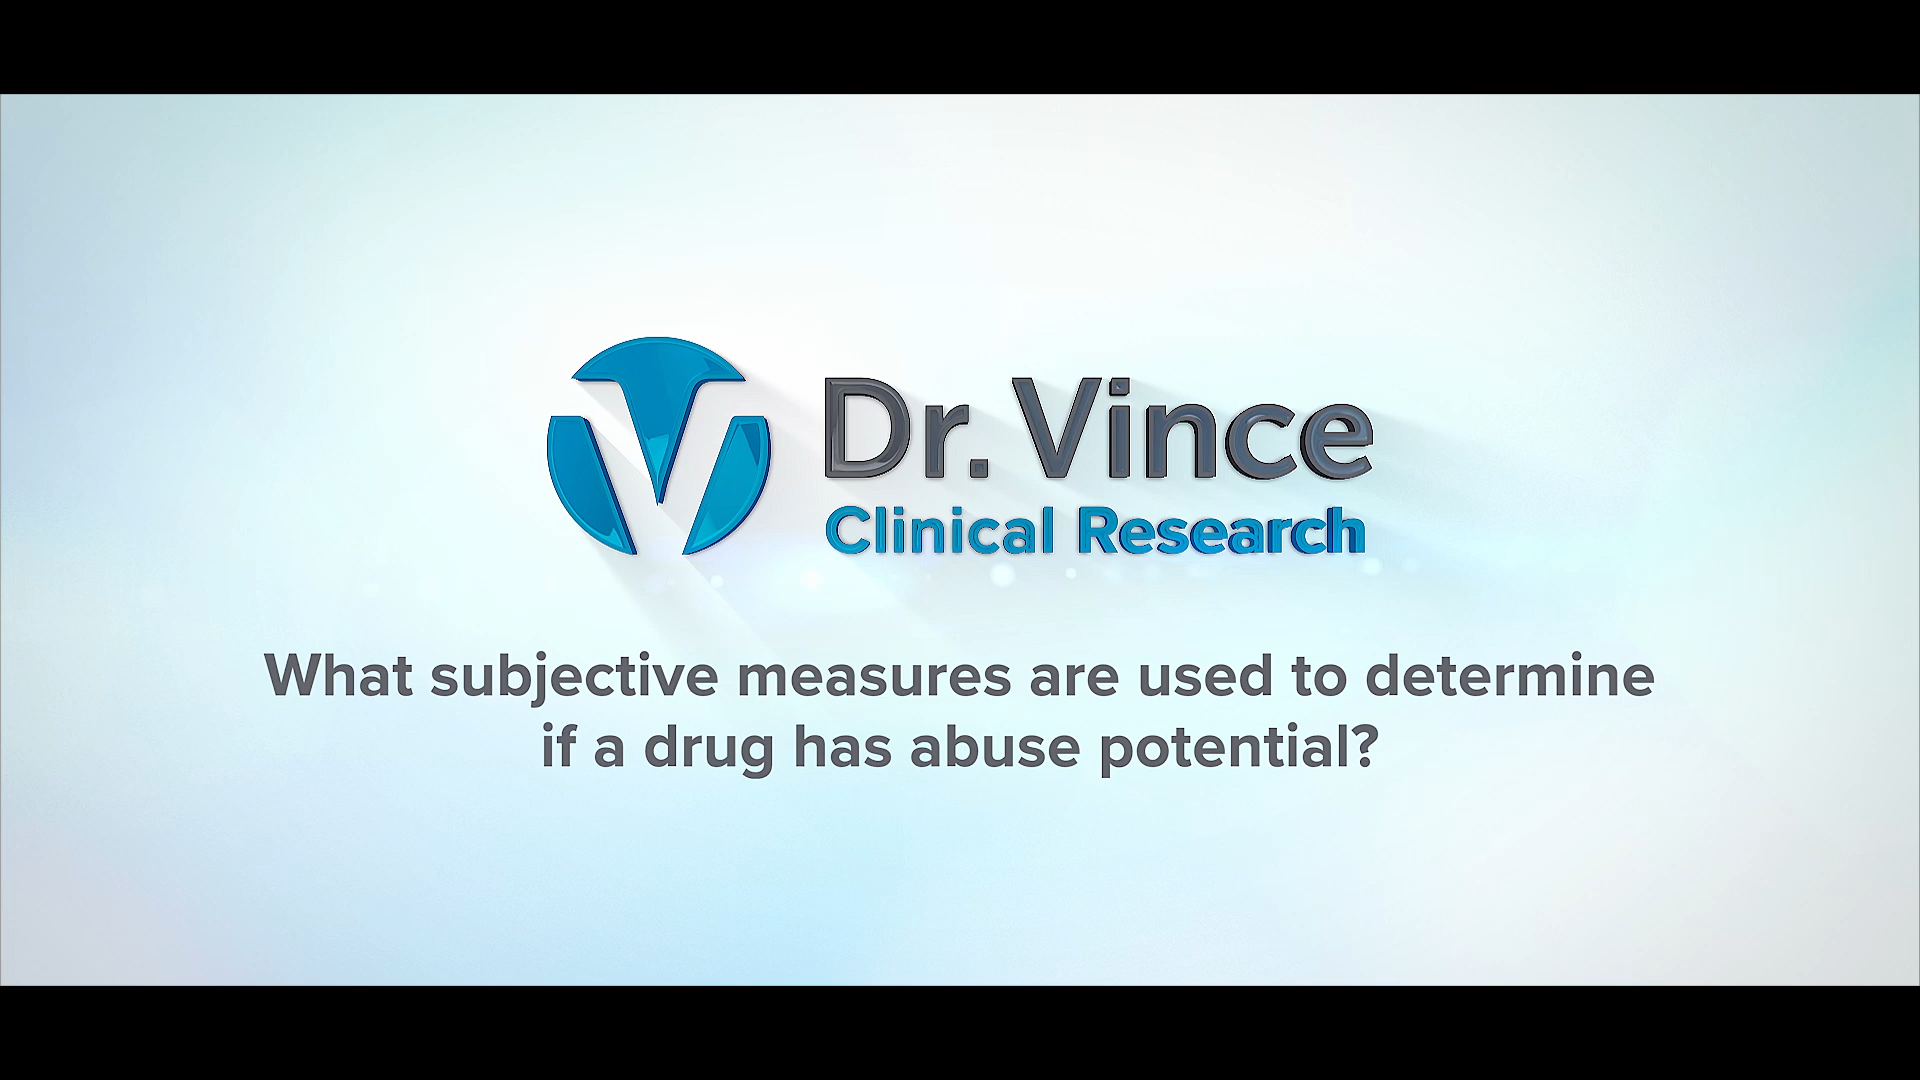 Dr. Vince
Clinical Research
What subjective measures are used to determine
if a drug has abuse potential?